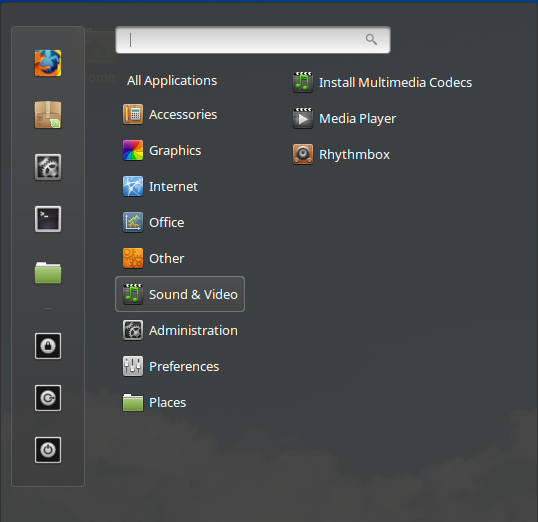 All Applications
Accessories
Graphics
Internet
Office
Other
Sound & Video
Administration
Preferences
Places
Install Multimedia Codecs
Media Player
Rhythmbox